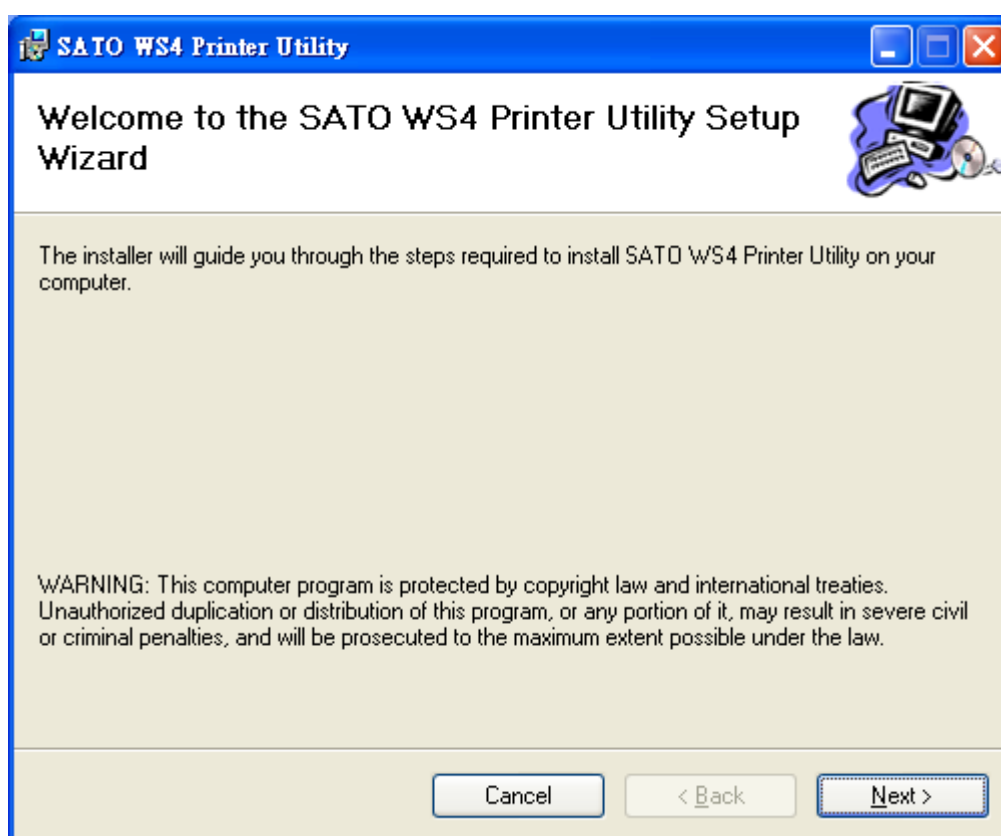 SATO WS4 Printer Utility
Welcome to the SATO WS4 Printer Utility Setup
Wizard
The installer will guide you through the steps required to install SATO WS4 Printer Utility on your
computer.
WARNING: This computer program is protected by copyright law and international treaties.
Unauthorized duplication or distribution of this program, or any portion of it, may result in severe civil
or criminal penalties, and will be prosecuted to the maximum extent possible under the law.
Cancel < Back Next >